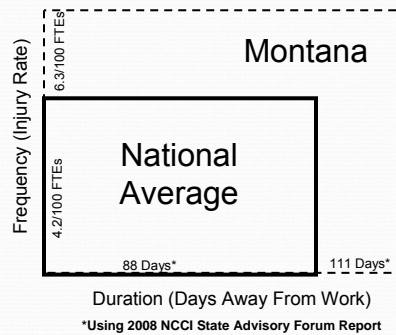 Frequency (Injury Rate)
6.3/100 FTEs
Montana
National
Average
4.2/100 FTEs
88 Days*
111 Days*
Duration (Days Away From Work)
*Using 2008 NCCI State Advisory Forum Report